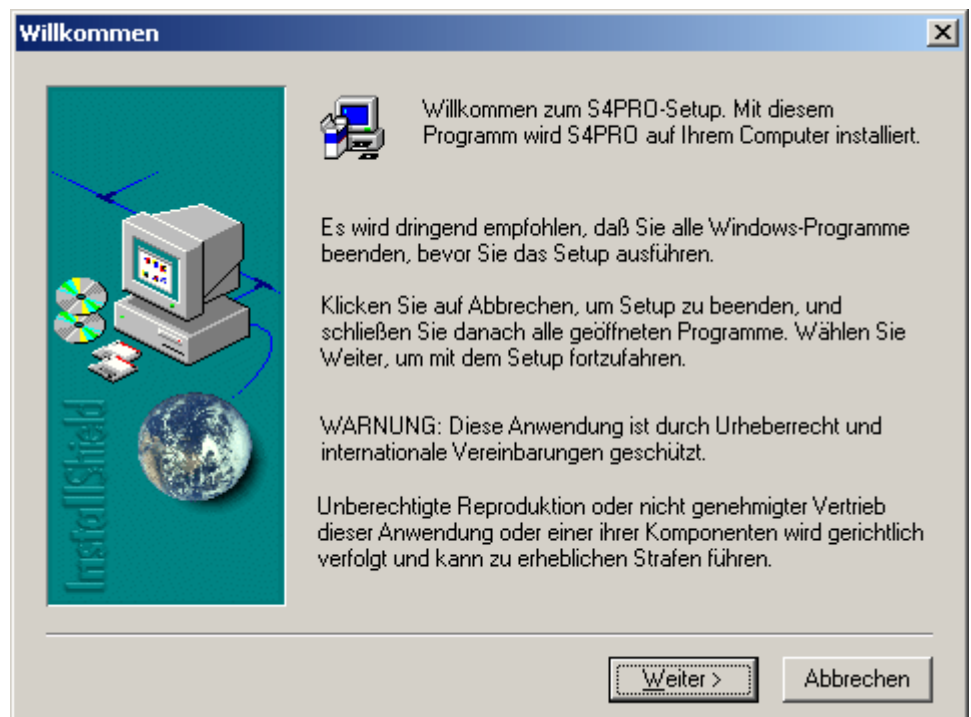 Willkommen
Willkommen zum S4PRO-Setup. Mit diesem
Programm wird S4PRO auf Ihrem Computer installiert.
Es wird dringend empfohlen, daß Sie alle Windows-Programme
beenden, bevor Sie das Setup ausführen.
Klicken Sie auf Abbrechen, um Setup zu beenden, und
schließen Sie danach alle geöffneten Programme. Wählen Sie
Weiter, um mit dem Setup fortzufahren.
WARNUNG: Diese Anwendung ist durch Urheberrecht und
internationale Vereinbarungen geschützt.
Unberechtigte Reproduktion oder nicht genehmigter Vertrieb
dieser Anwendung oder einer ihrer Komponenten wird gerichtlich
verfolgt und kann zu erheblichen Strafen führen.
InstallShield
Weiter >
Abbrechen